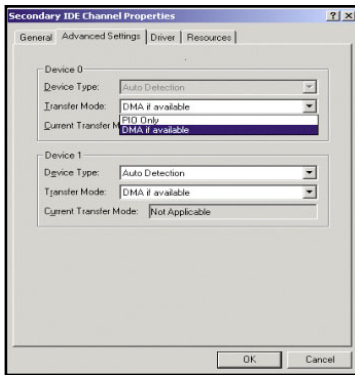 Secondary IDE Channel Properties
General Advanced Settings Driver Resources
Device 0
Device Type: Auto Detection
Transfer Mode: DMA if available
PIO Only
Current Transfer M DMA if available
Device 1
Device Type: Auto Detection
Transfer Mode: DMA if available
Current Transfer Mode: Not Applicable
OK Cancel